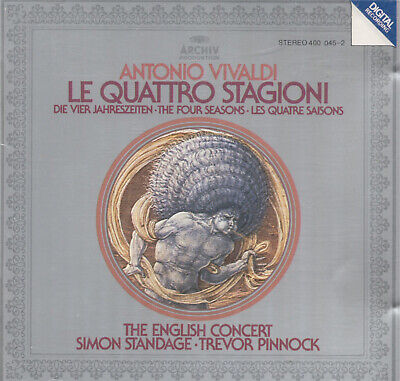 DIGITAL
RECORDING
STEREO 400 045-2
ARCHIV
PRODUKTION
ANTONIO VIVALDI
LE QUATTRO STAGIONI
DIE VIER JAHRESZEITEN · THE FOUR SEASONS · LES QUATRE SAISONS
THE ENGLISH CONCERT
SIMON STANDAGE · TREVOR PINNOCK